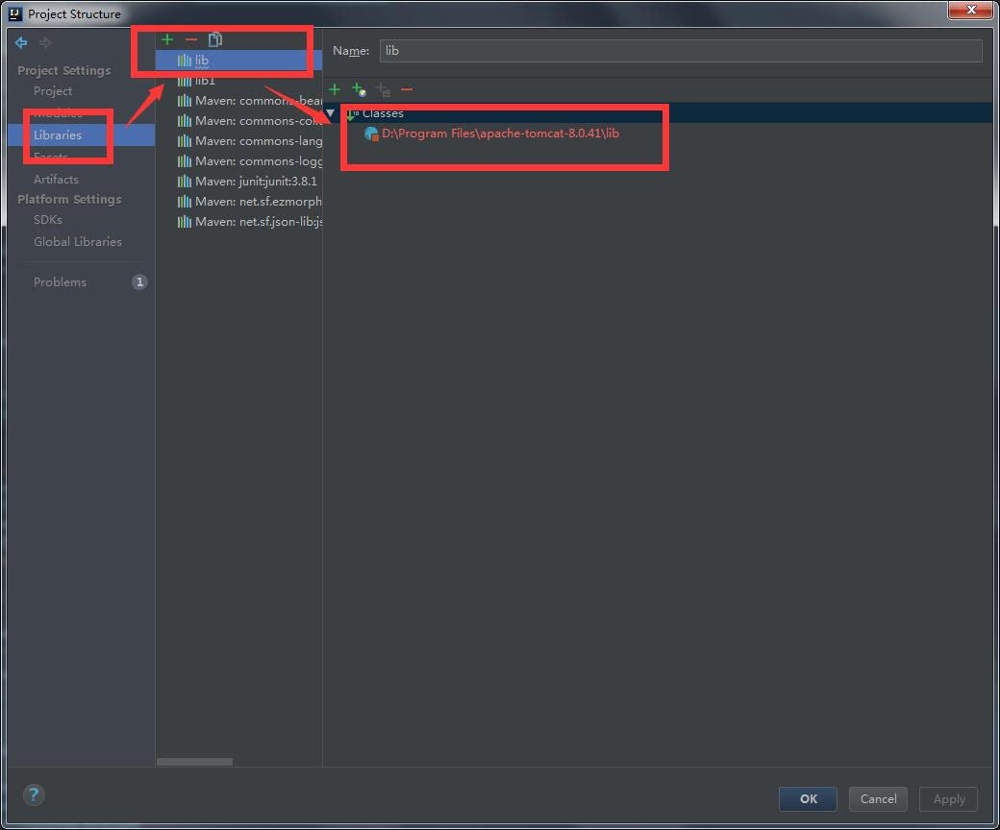 Project Structure
Project Settings
Project
Modules
Libraries
Facets
Artifacts
Platform Settings
SDKs
Global Libraries
Problems
1
lib
lib1
Maven: commons-bea
Maven: commons-coll
Maven: commons-lang
Maven: commons-logg
Maven: junit:junit:3.8.1
Maven: net.sf.ezmorph
Maven: net.sf.json-lib:js
Name: lib
Classes
D:\Program Files\apache-tomcat-8.0.41\lib
?
OK
Cancel
Apply